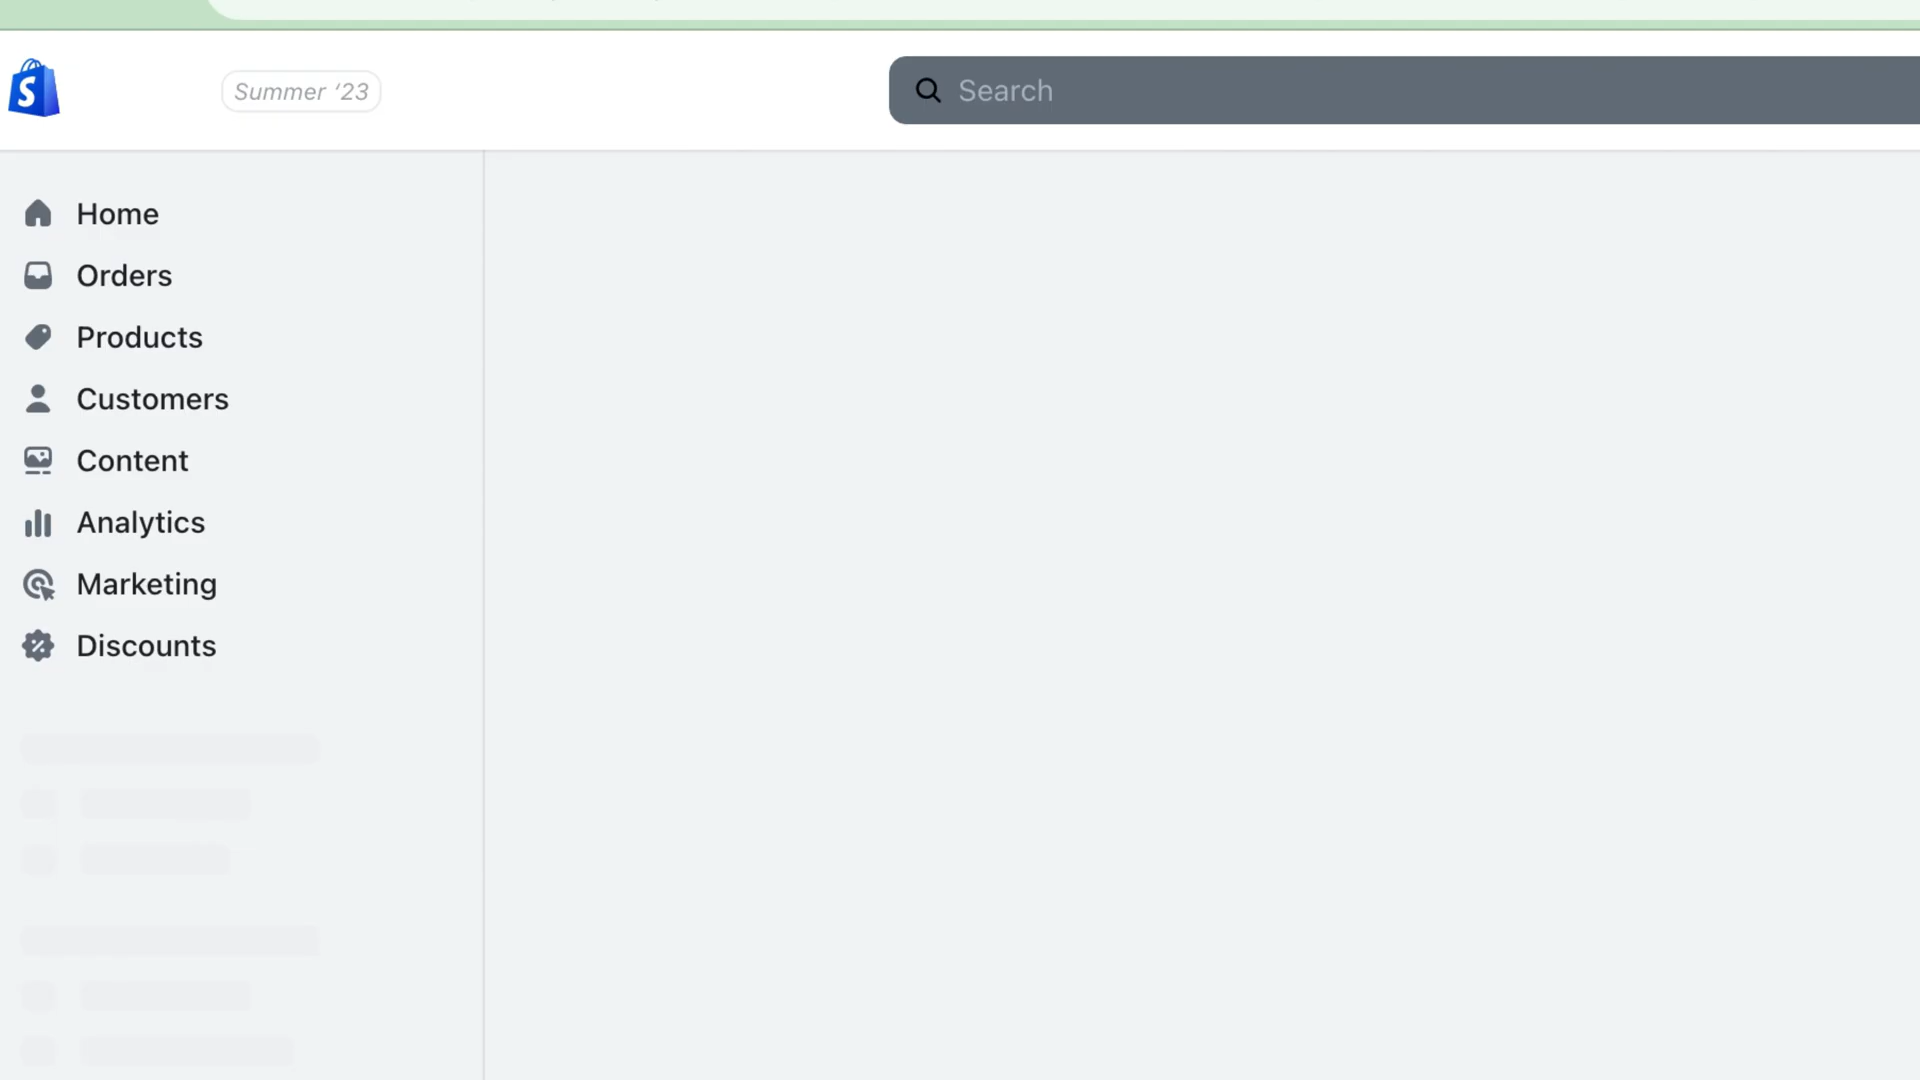 S
Summer ‘23
Search
Home
Orders
Products
Customers
Content
Analytics
Marketing
Discounts